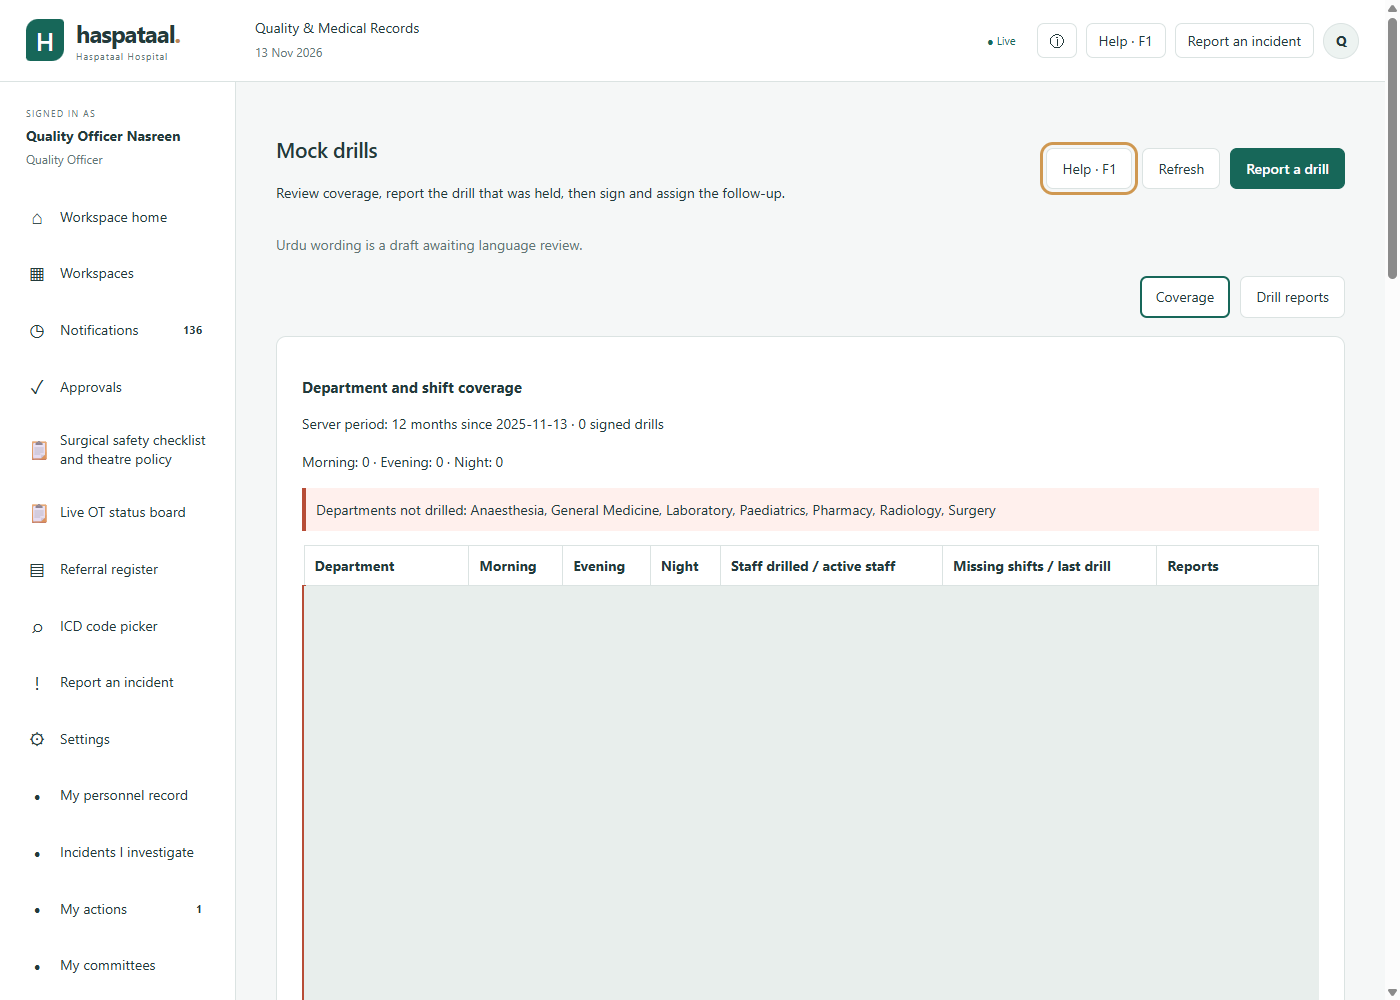 H
haspataal.
Haspataal Hospital
Quality & Medical Records
13 Nov 2026
● Live
ⓘ
Help · F1
Report an incident
Q
SIGNED IN AS
Quality Officer Nasreen
Quality Officer
Workspace home
Workspaces
Notifications 136
Approvals
Surgical safety checklist
and theatre policy
Live OT status board
Referral register
ICD code picker
! Report an incident
Settings
• My personnel record
• Incidents I investigate
• My actions 1
• My committees
Mock drills
Review coverage, report the drill that was held, then sign and assign the follow-up.
Urdu wording is a draft awaiting language review.
Help · F1
Refresh
Report a drill
Coverage
Drill reports
Department and shift coverage
Server period: 12 months since 2025-11-13 · 0 signed drills
Morning: 0 · Evening: 0 · Night: 0
Departments not drilled: Anaesthesia, General Medicine, Laboratory, Paediatrics, Pharmacy, Radiology, Surgery
Department Morning Evening Night Staff drilled / active staff Missing shifts / last drill Reports